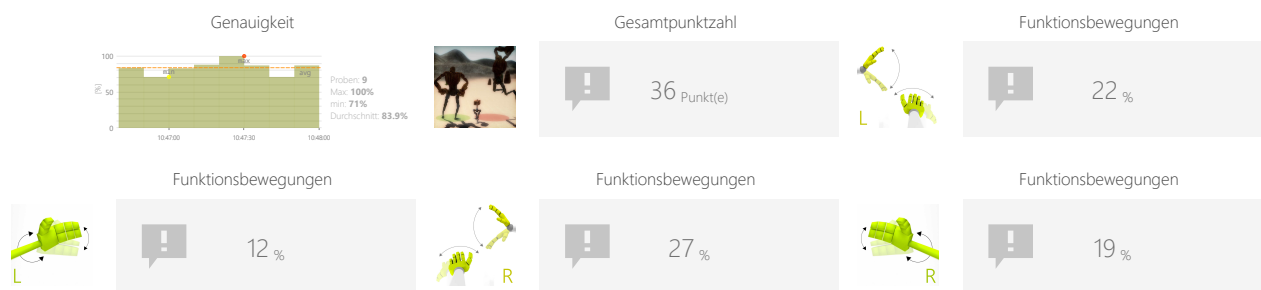 Genauigkeit
100
50
0
[%]
min
max
avg
10:47:00
10:47:30
10:48:00
Proben: 9
Max: 100%
min: 71%
Durchschnitt: 83.9%
Gesamtpunktzahl
36 Punkt(e)
Funktionsbewegungen
L
22 %
Funktionsbewegungen
L
12 %
Funktionsbewegungen
R
27 %
Funktionsbewegungen
R
19 %